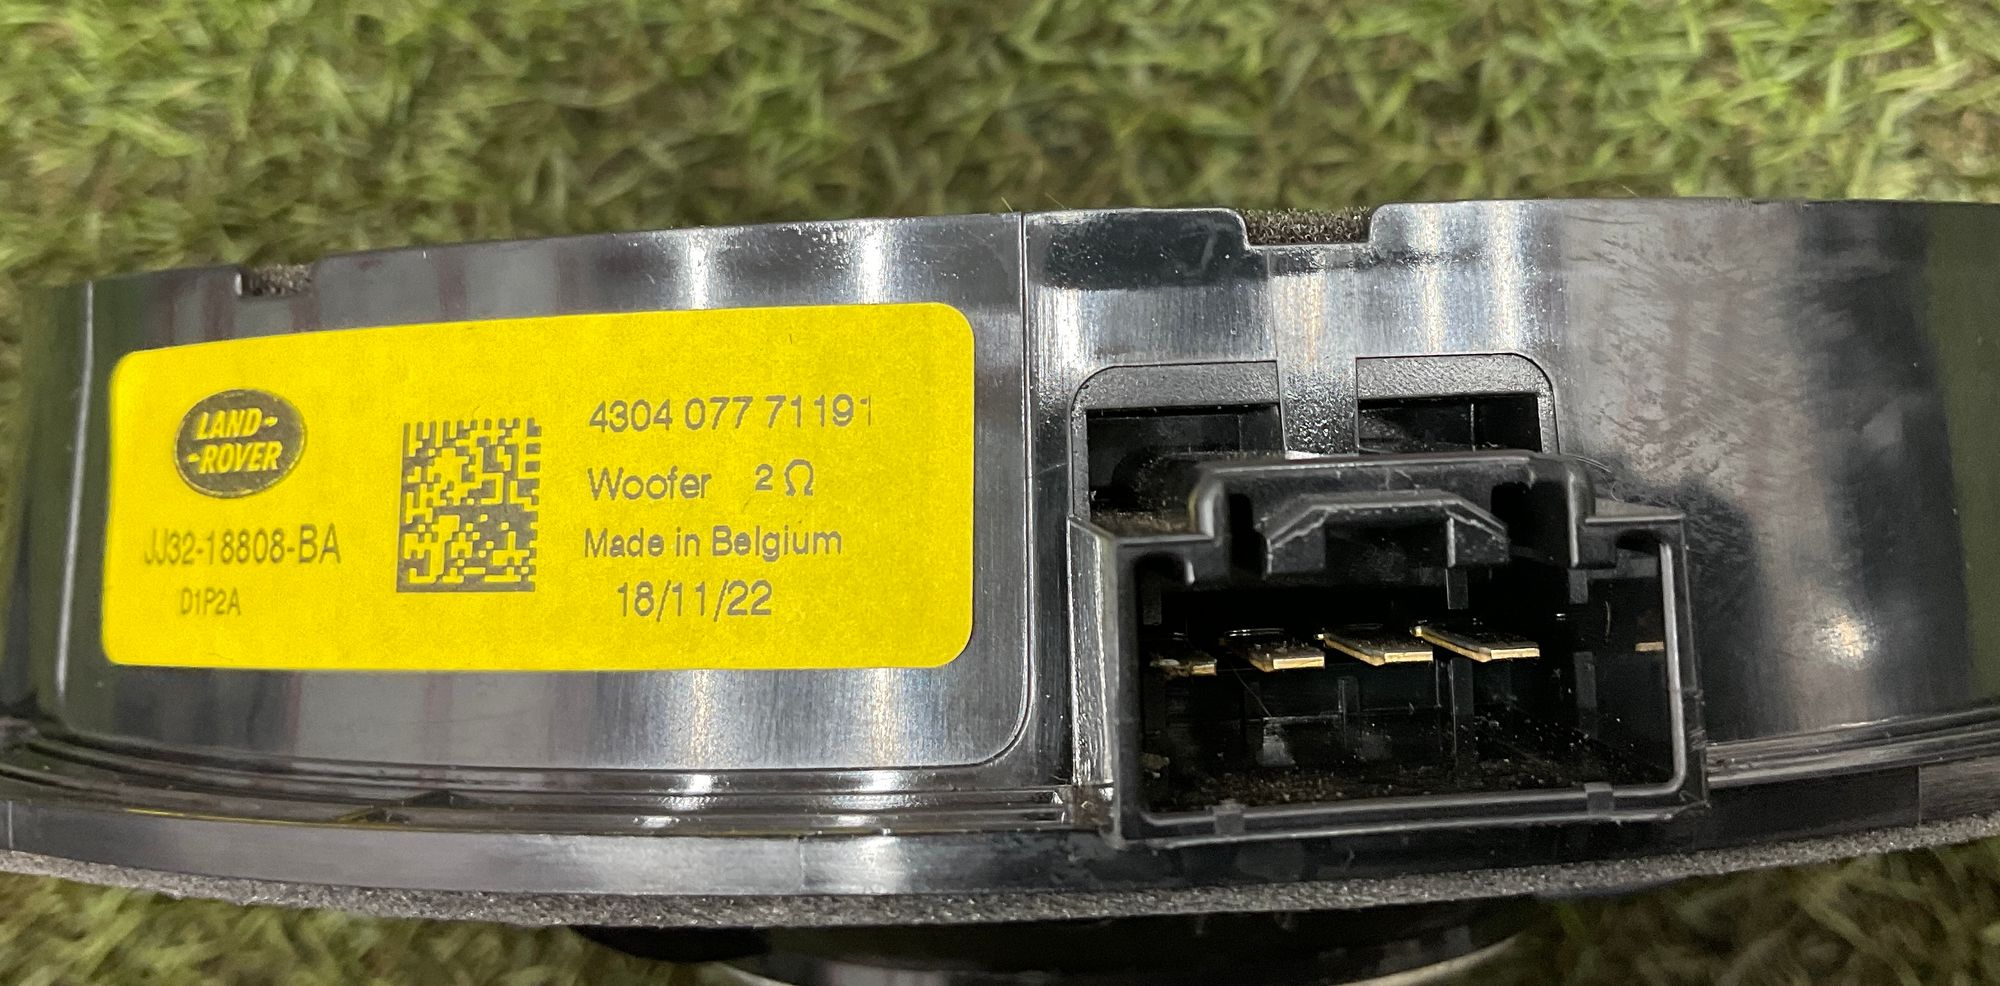 LAND-
-ROVER
JJ32-18808-BA
D1P2A
4304 077 71191
Woofer 2 Ω
Made in Belgium
18/11/22